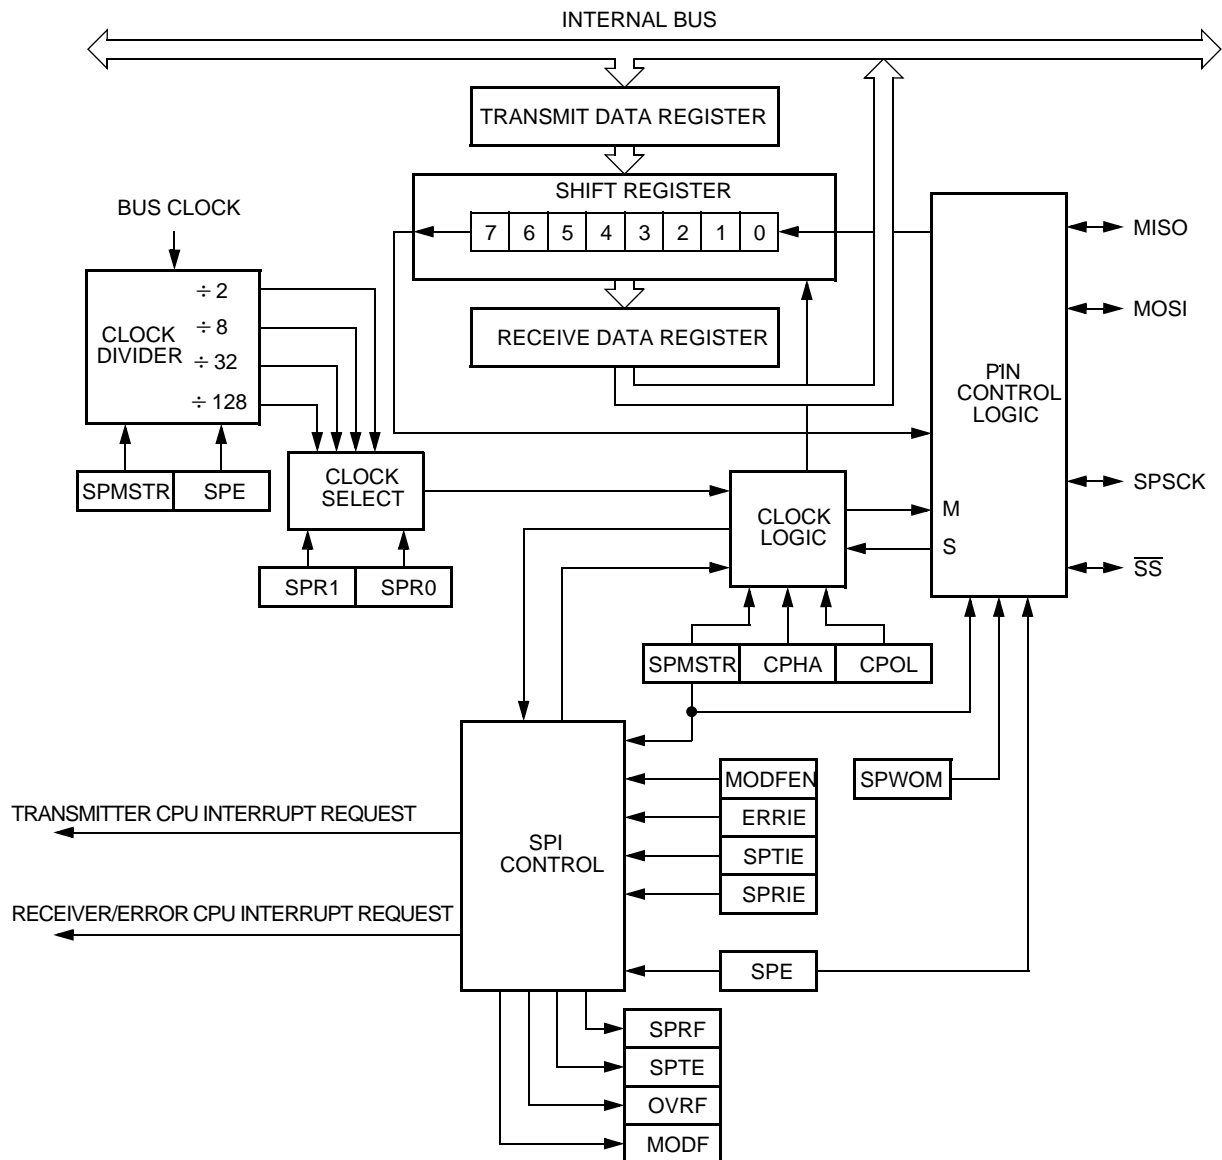 INTERNAL BUS
TRANSMIT DATA REGISTER
SHIFT REGISTER
7 6 5 4 3 2 1 0
RECEIVE DATA REGISTER
BUS CLOCK
CLOCK
DIVIDER
÷ 2
÷ 8
÷ 32
÷ 128
SPMSTR SPE
CLOCK
SELECT
SPR1 SPR0
CLOCK
LOGIC
PIN
CONTROL
LOGIC
M
S
MISO
MOSI
SPSCK
SS
SPMSTR CPHA CPOL
MODFEN
ERRIE
SPTIE
SPRIE
SPWOM
SPE
SPI
CONTROL
TRANSMITTER CPU INTERRUPT REQUEST
RECEIVER/ERROR CPU INTERRUPT REQUEST
SPRF
SPTE
OVRF
MODF